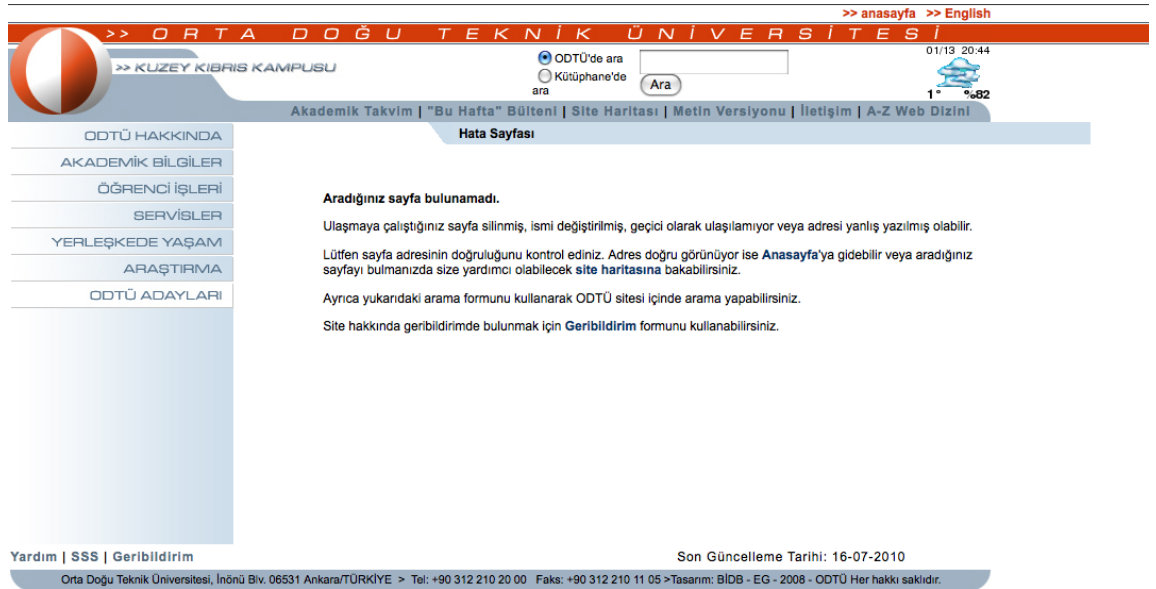 >> anasayfa >> English
>> ORTA DOĞU TEKNİK ÜNİVERSİTESİ
>> KUZEY KIBRIS KAMPUSU
ODTÜ'de ara
Kütüphane'de ara
Ara
01/13 20:44
1° %82
Akademik Takvim | "Bu Hafta" Bülteni | Site Haritası | Metin Versiyonu | İletişim | A-Z Web Dizini
ODTÜ HAKKINDA
AKADEMİK BİLGİLER
ÖĞRENCİ İŞLERİ
SERVİSLER
YERLEŞKEDE YAŞAM
ARAŞTIRMA
ODTÜ ADAYLARI
Hata Sayfası
Aradığınız sayfa bulunamadı.
Ulaşmaya çalıştığınız sayfa silinmiş, ismi değiştirilmiş, geçici olarak ulaşılamıyor veya adresi yanlış yazılmış olabilir.
Lütfen sayfa adresinin doğruluğunu kontrol ediniz. Adres doğru görünüyor ise Anasayfa'ya gidebilir veya aradığınız
sayfayı bulmanızda size yardımcı olabilecek site haritasına bakabilirsiniz.
Ayrıca yukarıdaki arama formunu kullanarak ODTÜ sitesi içinde arama yapabilirsiniz.
Site hakkında geribildirimde bulunmak için Geribildirim formunu kullanabilirsiniz.
Yardım | SSS | Geribildirim
Son Güncelleme Tarihi: 16-07-2010
Orta Doğu Teknik Üniversitesi, İnönü Blv. 06531 Ankara/TÜRKİYE > Tel: +90 312 210 20 00 Faks: +90 312 210 11 05 >Tasarım: BİDB - EG - 2008 - ODTÜ Her hakkı saklıdır.